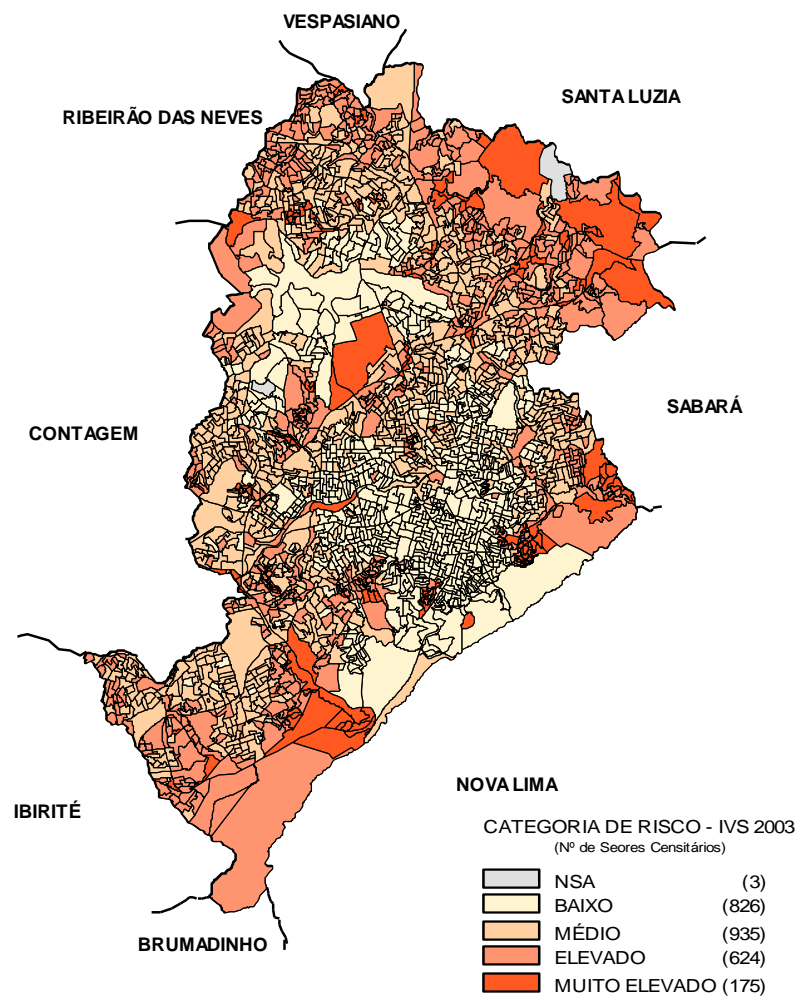 VESPASIANO
SANTA LUZIA
RIBEIRÃO DAS NEVES
SABARÁ
CONTAGEM
NOVA LIMA
IBIRITÉ
CATEGORIA DE RISCO - IVS 2003
(Nº de Seores Censitários)
NSA (3)
BAIXO (826)
MÉDIO (935)
ELEVADO (624)
MUITO ELEVADO (175)
BRUMADINHO